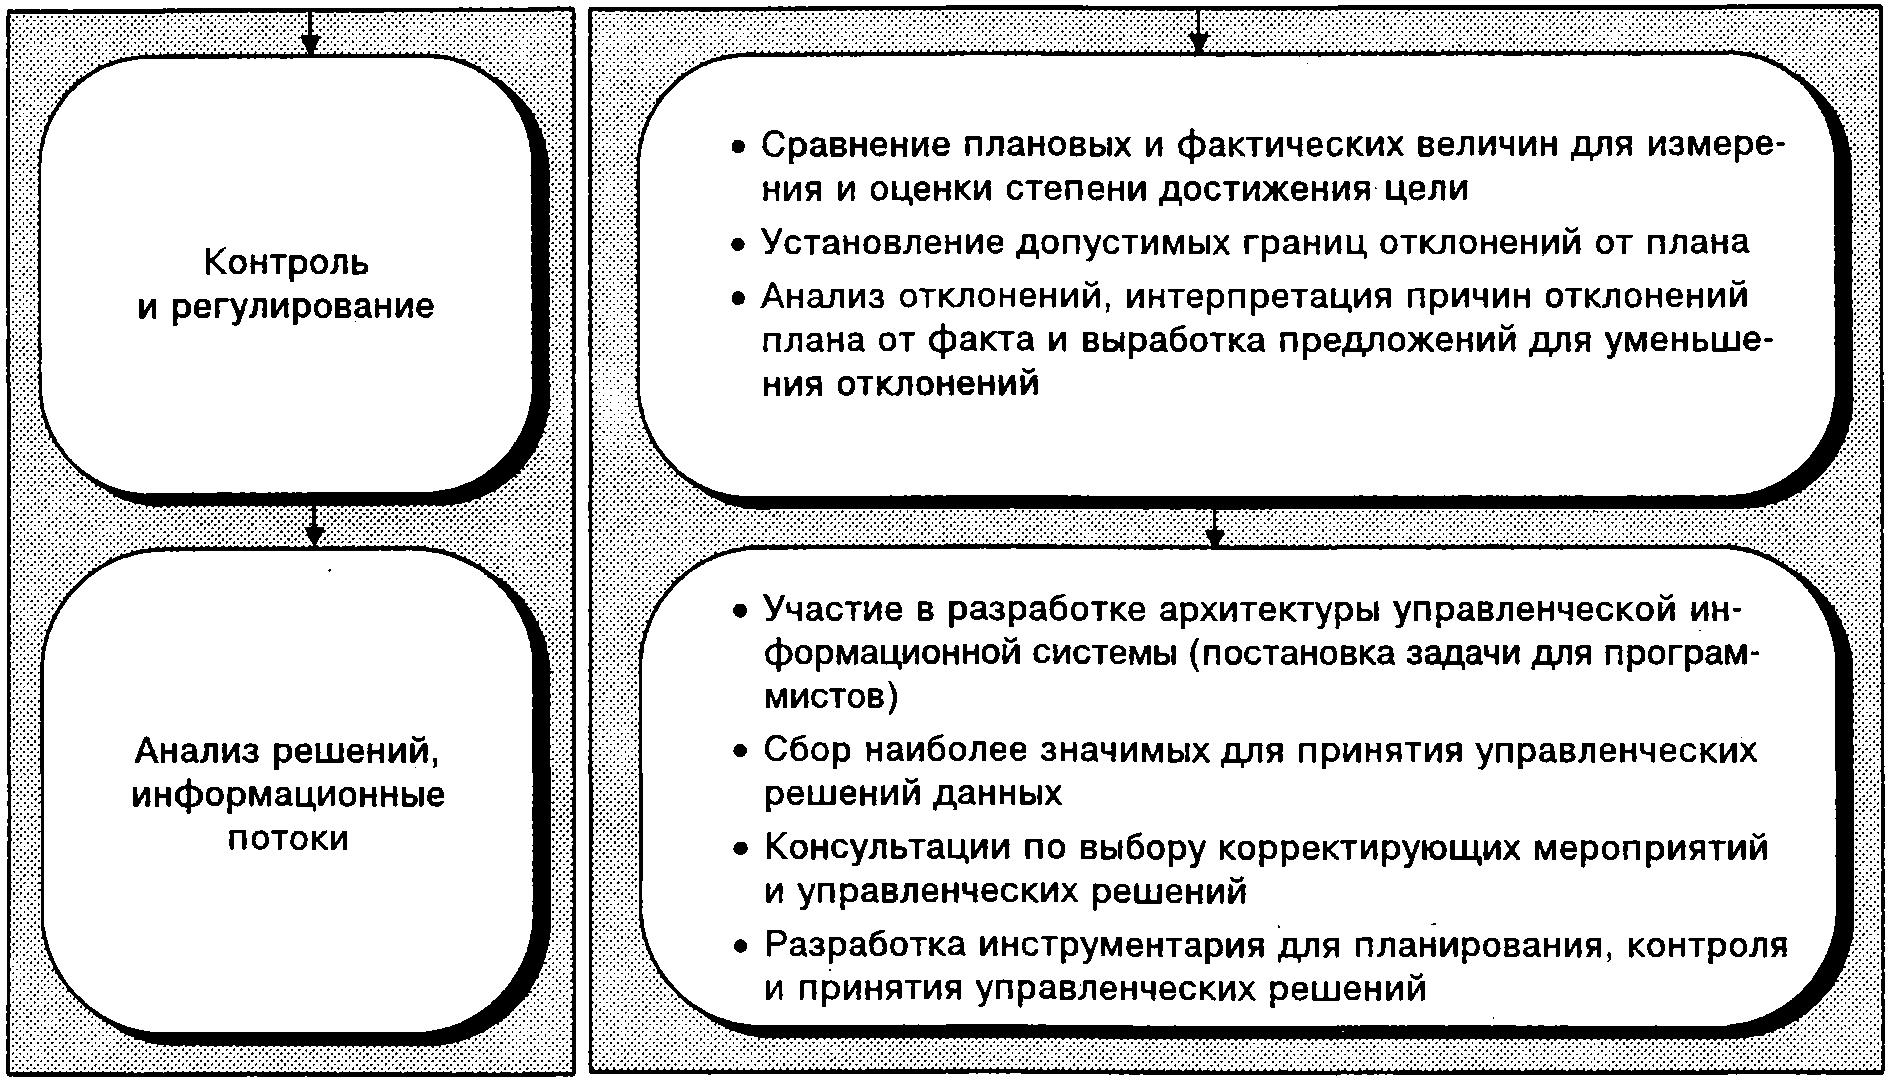 Контроль
и регулирование
• Сравнение плановых и фактических величин для измере-
ния и оценки степени достижения цели
• Установление допустимых границ отклонений от плана
• Анализ отклонений, интерпретация причин отклонений
плана от факта и выработка предложений для уменьше-
ния отклонений
Анализ решений,
информационные
потоки
• Участие в разработке архитектуры управленческой ин-
формационной системы (постановка задачи для програм-
мистов)
• Сбор наиболее значимых для принятия управленческих
решений данных
• Консультации по выбору корректирующих мероприятий
и управленческих решений
• Разработка инструментария для планирования, контроля
и принятия управленческих решений